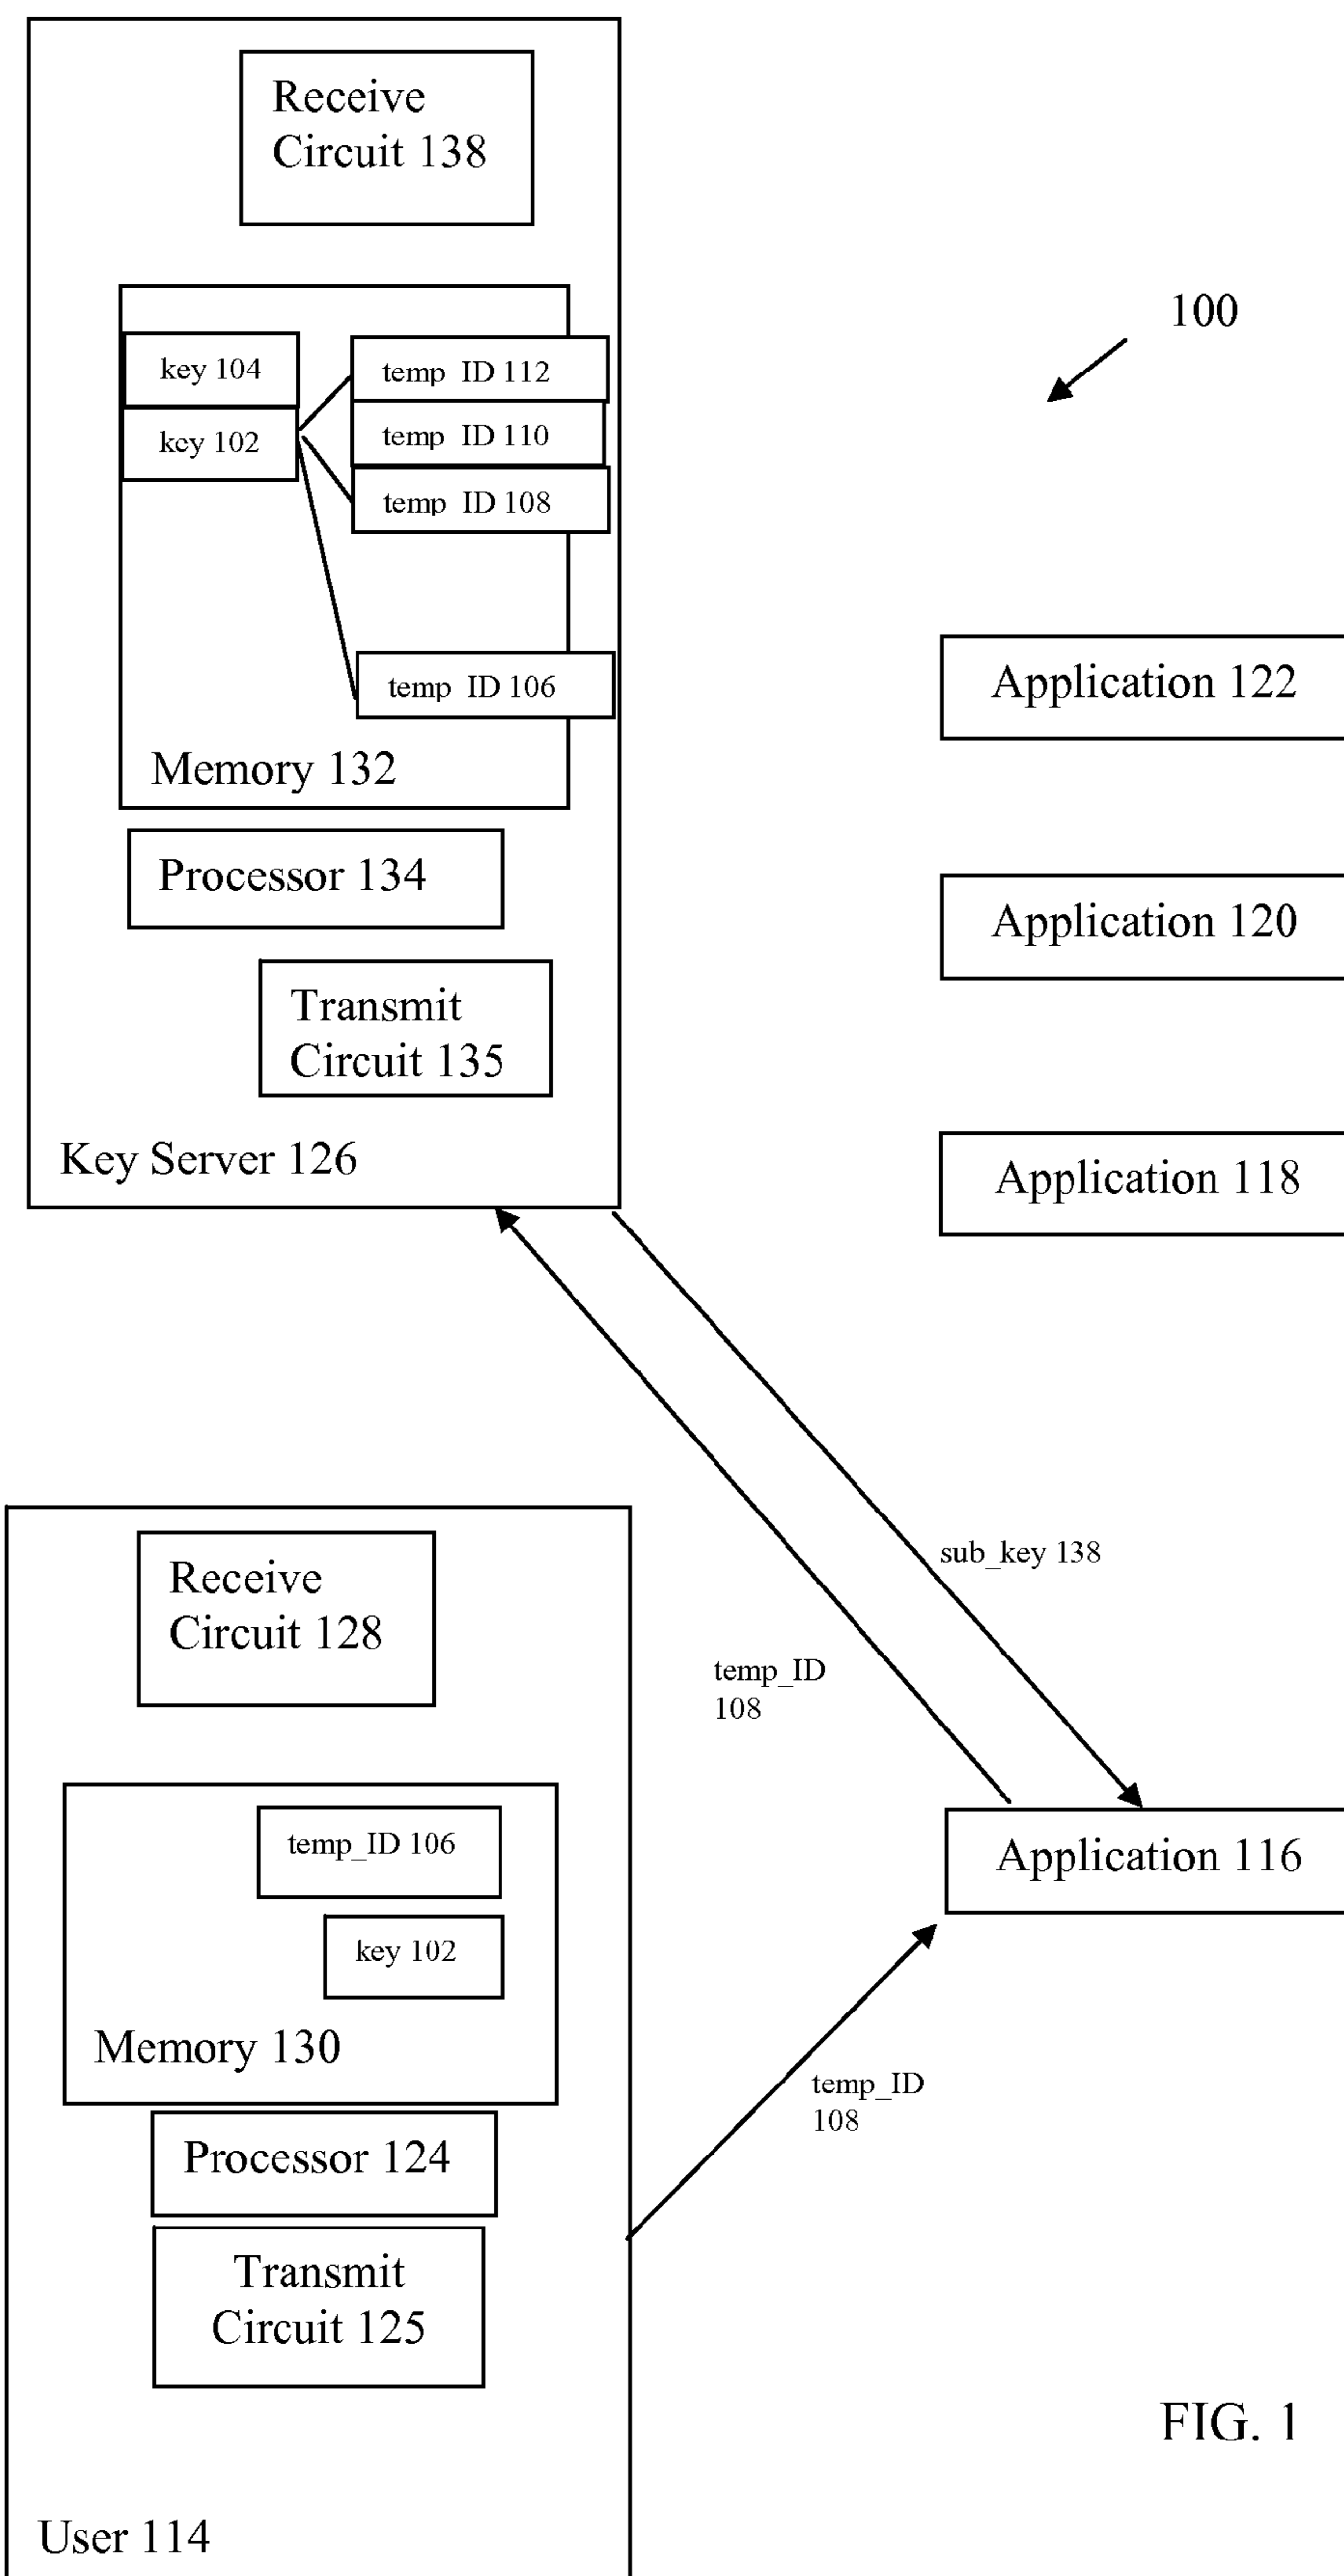 Receive
Circuit 138
100
key 104
temp ID 112
kcy 102
temp ID 110
temp ID 108
temp ID 106
Memory 132
Application 122
Processor 134
Application 120
Transmit
Circuit 135
Key Server 126
Application 118
sub_key 138
temp_ID
108
Receive
Circuit 128
temp_ID 106
key 102
Memory 130
Application 116
temp_ID
108
Processor 124
Transmit
Circuit 125
User 114
FIG. 1